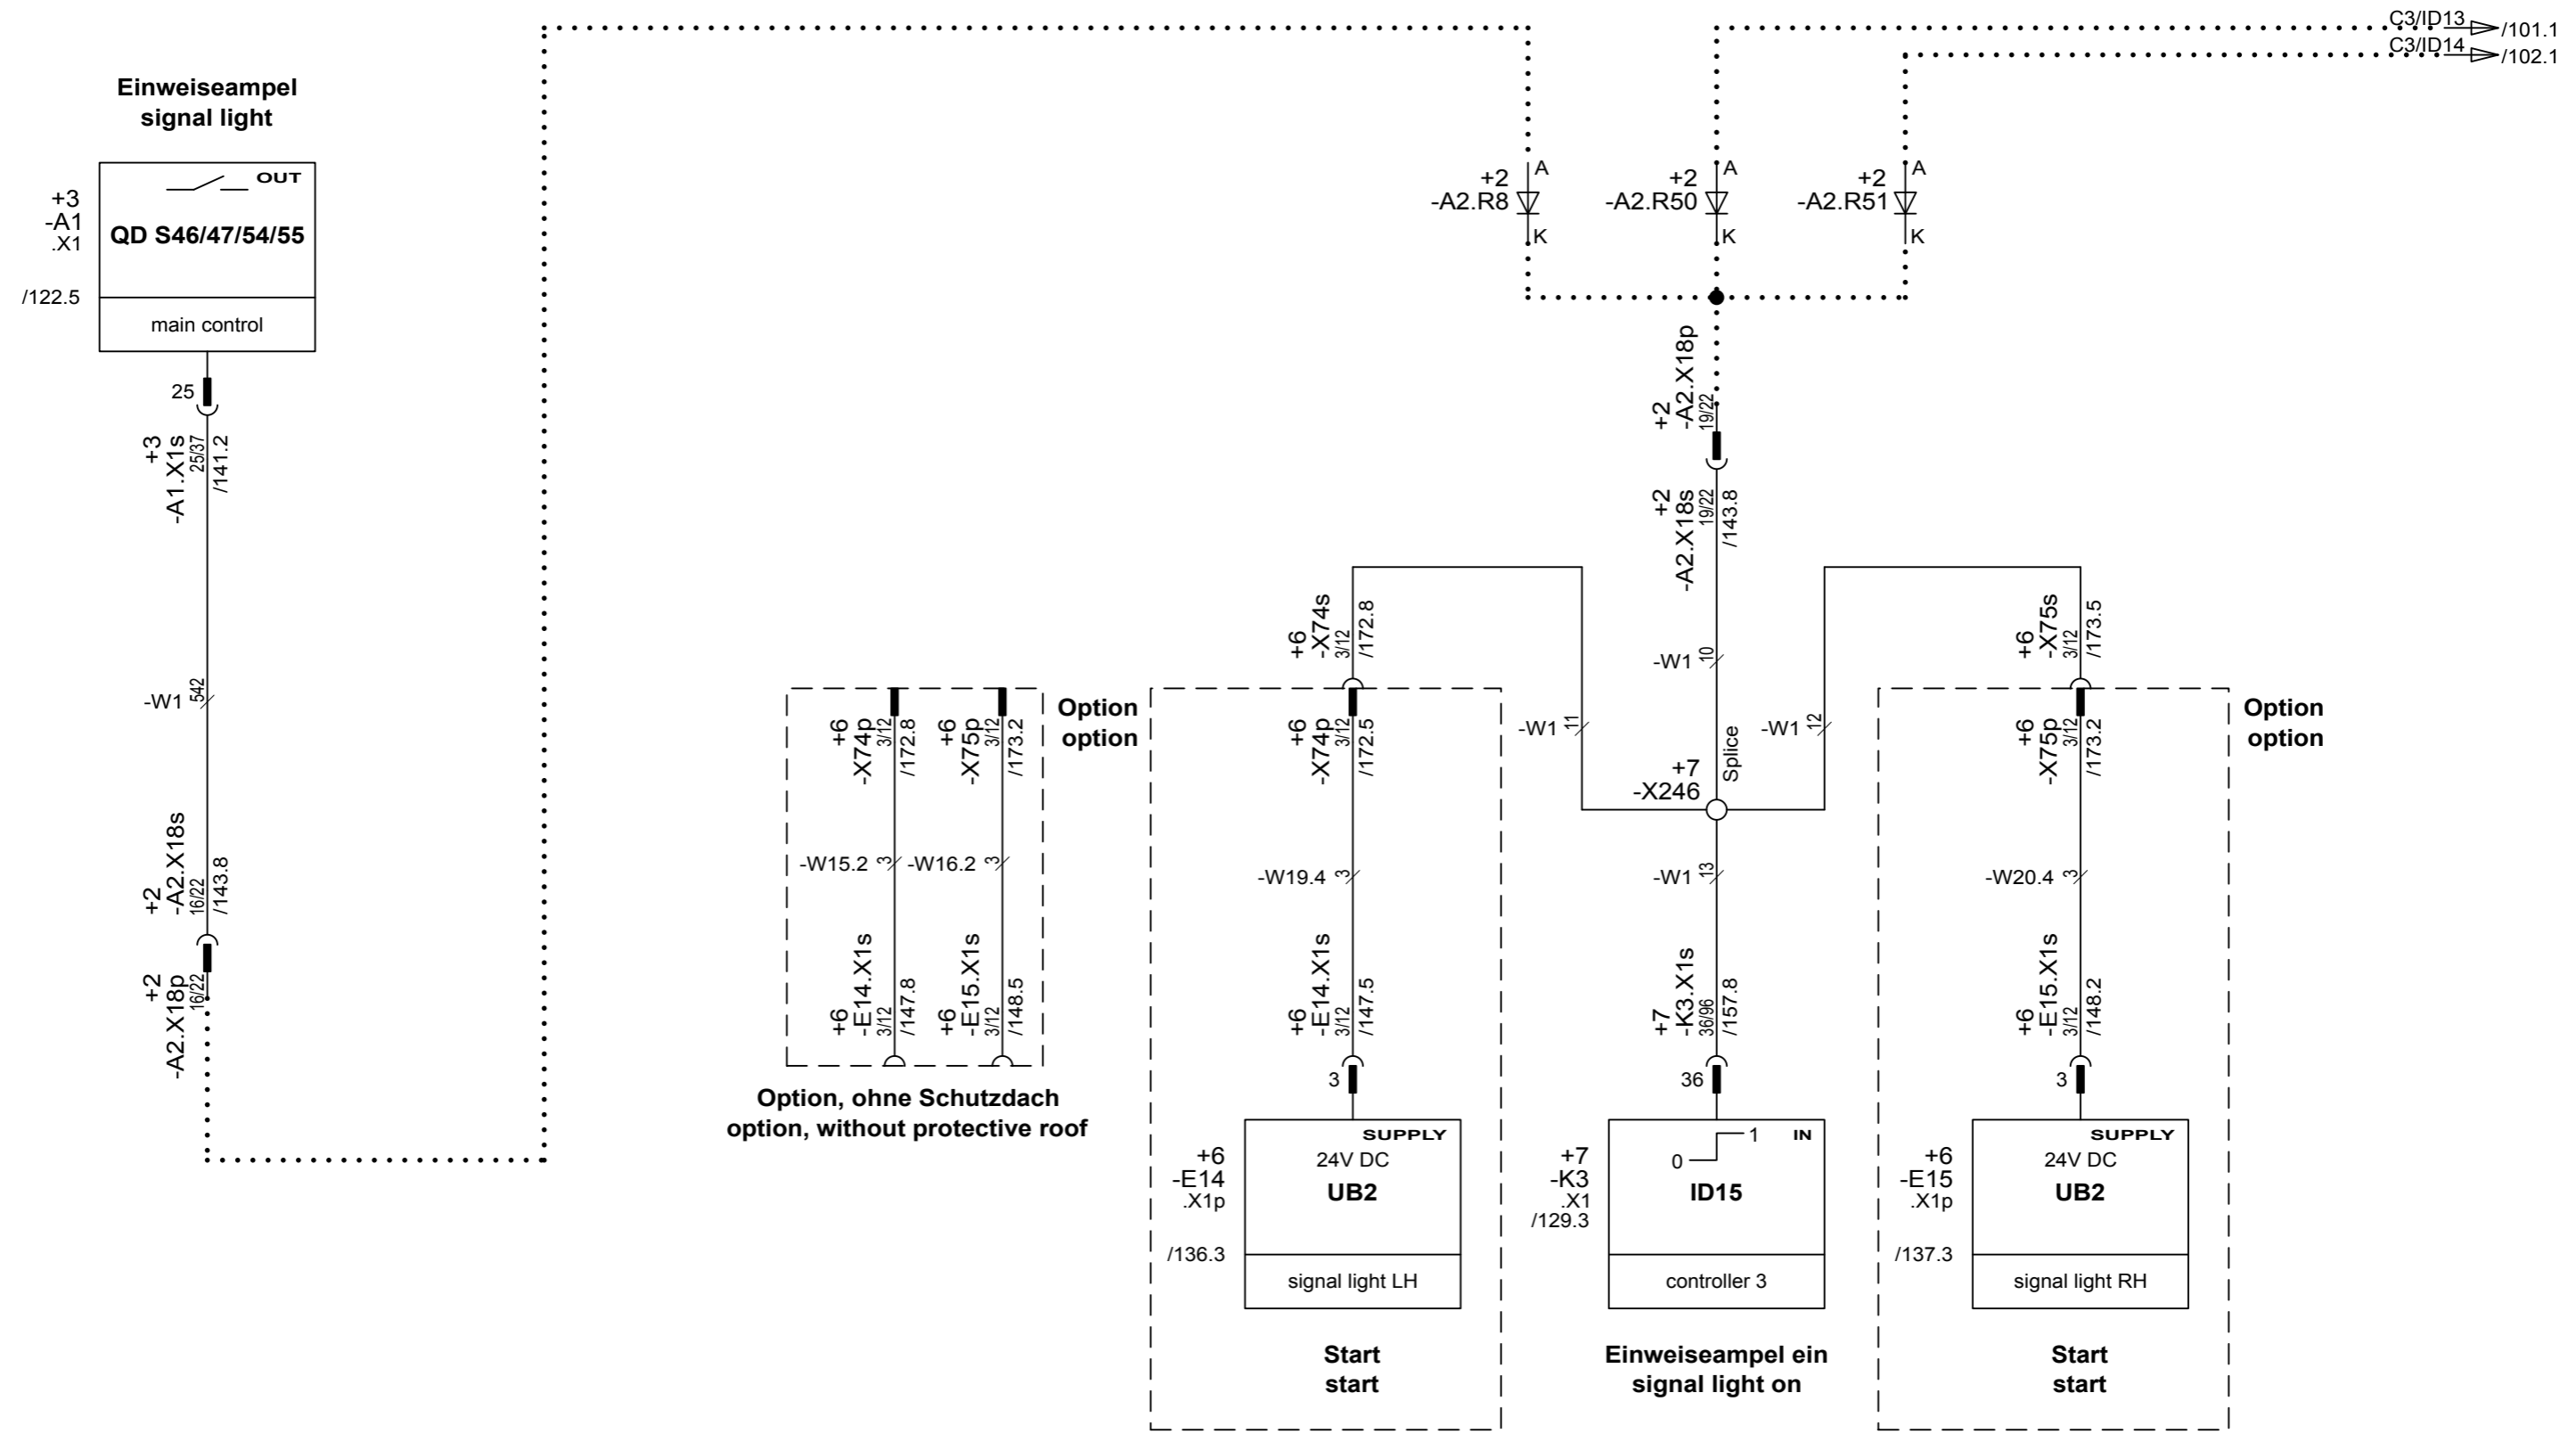 C3/ID13
/101.1
C3/ID14
/102.1
Einweiseampel
signal light
OUT
+3
-A1
.X1
QD S46/47/54/55
/122.5
main control
25
+3
-A1.X1s
25/37
/141.2
-W1
542
+2
-A2.X18s
16/22
/143.8
+2
-A2.X18p
16/22
+2
-A2.R8
A
K
+2
-A2.R50
A
K
+2
-A2.R51
A
K
+2
-A2.X18p
19/22
+2
-A2.X18s
19/22
/143.8
-W1
10
+6
-X74s
3/12
/172.8
+6
-X75s
3/12
/173.5
+6
-X74p
3/12
/172.8
+6
-X75p
3/12
/173.2
Option
option
-W15.2
3
-W16.2
3
+6
-E14.X1s
3/12
/147.8
+6
-E15.X1s
3/12
/148.5
Option, ohne Schutzdach
option, without protective roof
+6
-X74p
3/12
/172.5
-W19.4
3
+6
-E14.X1s
3/12
/147.5
3
SUPPLY
24V DC
UB2
+6
-E14
.X1p
/136.3
signal light LH
Start
start
-W1
11
-W1
12
Splice
+7
-X246
-W1
13
+7
-K3.X1s
36/96
/157.8
36
1
IN
0
ID15
+7
-K3
.X1
/129.3
controller 3
Einweiseampel ein
signal light on
+6
-X75p
3/12
/173.2
Option
option
-W20.4
3
+6
-E15.X1s
3/12
/148.2
3
SUPPLY
24V DC
UB2
+6
-E15
.X1p
/137.3
signal light RH
Start
start